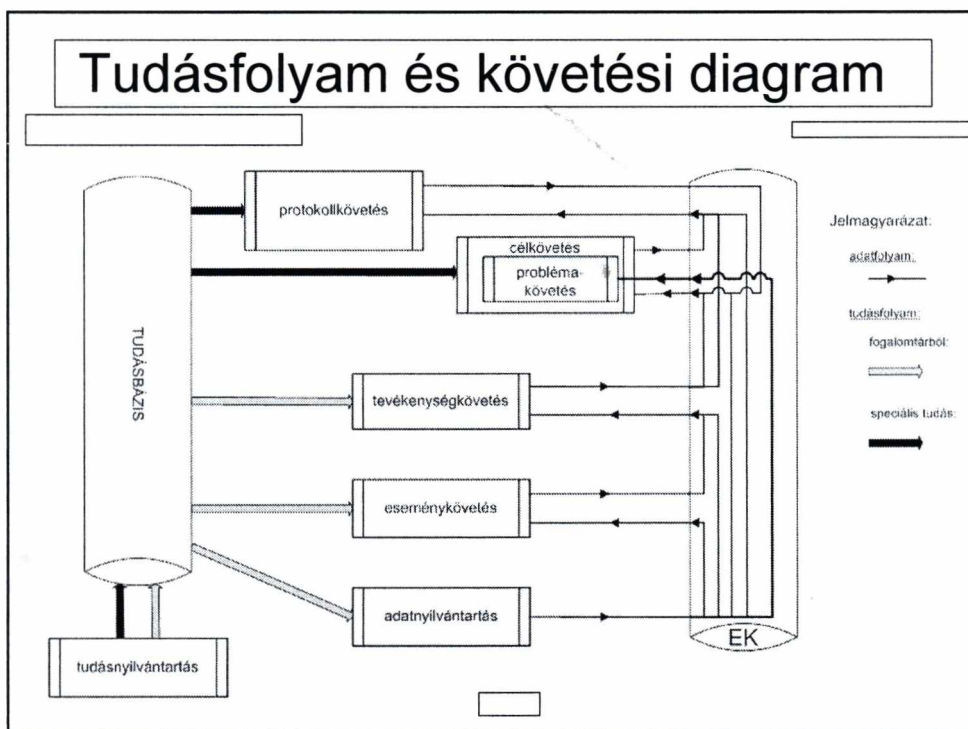 Tudásfolyam és követési diagram
protokollkövetés
célkövetés
probléma-
követés
TUDÁSBÁZIS
tevékenységkövetés
eseménykövetés
adatnyilvántartás
tudásnyilvántartás
EK
Jelmagyarázat:
adatfolyam:
tudásfolyam:
fogalomtárból:
speciális tudás: